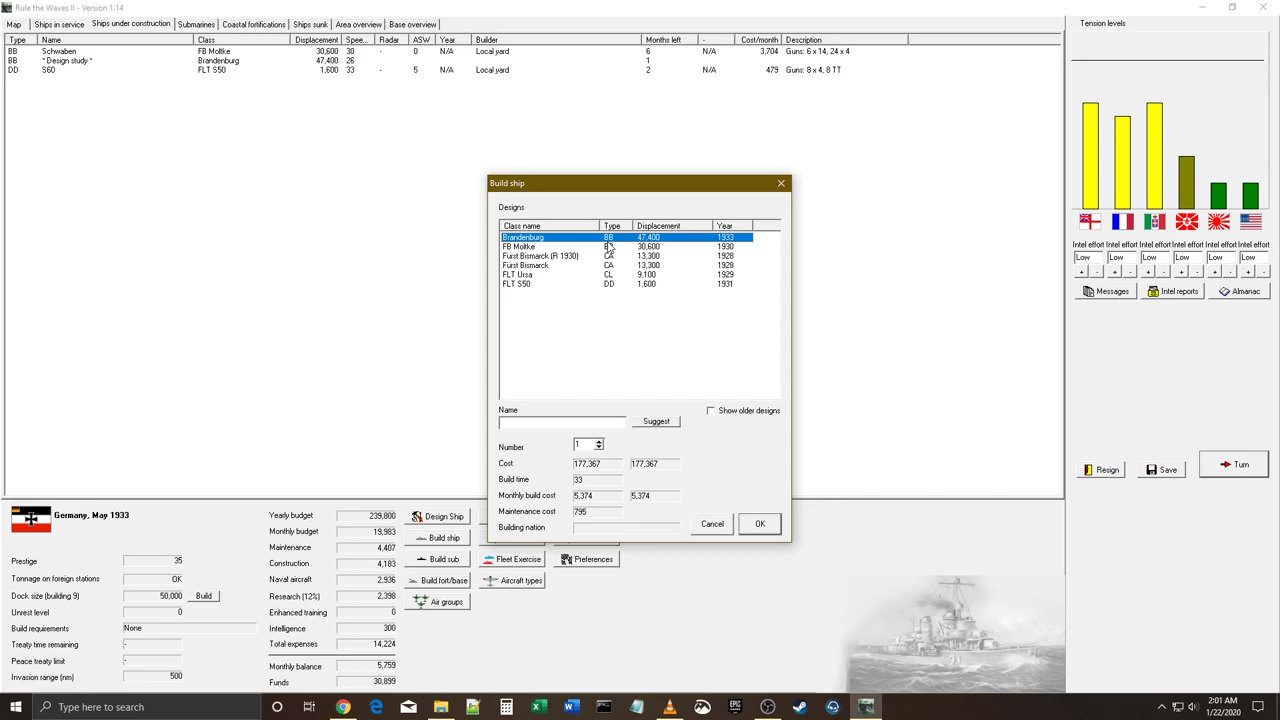 Rule the Waves II - Version 1.14
Map Ships in service Ships under construction Submarines Coastal fortifications Ships sunk Area overview Base overview
Type Name Class Displacement Spee... Radar ASW Year Builder Months left - Cost/month Description
BB Schwaben FB Moltke 30,600 30 - 0 N/A Local yard 6 N/A 3,704 Guns: 6 x 14, 24 x 4
BB * Design study * Brandenburg 47,400 26 1
DD S60 FLT S50 1,600 33 - 5 N/A Local yard 2 N/A 479 Guns: 8 x 4, 8 TT
Tension levels
Intel effort Intel effort Intel effort Intel effort Intel effort Intel effort
Low Low Low Low Low Low
+ - + - + - + - + - + -
Messages Intel reports Almanac
Resign Save Turn
Build ship
Designs
Class name Type Displacement Year
Brandenburg BB 47,400 1933
FB Moltke 30,600 1930
Fürst Bismarck (R 1930) CA 13,300 1928
Fürst Bismarck CA 13,300 1928
FLT Ursa CL 9,100 1929
FLT S50 DD 1,600 1931
Name Show older designs
Suggest
Number 1
Cost 177,367 177,367
Build time 33
Monthly build cost 5,374 5,374
Maintenance cost 795
Building nation
Cancel OK
Germany, May 1933
Prestige 35
Tonnage on foreign stations OK
Dock size (building 9) 50,000 Build
Unrest level 0
Build requirements None
Treaty time remaining -
Peace treaty limit -
Invasion range (nm) 500
Yearly budget 239,800
Monthly budget 19,983
Maintenance 4,407
Construction 4,183
Naval aircraft 2,936
Research (12%) 2,398
Enhanced training 0
Intelligence 300
Total expenses 14,224
Monthly balance 5,759
Funds 30,899
Design Ship
Build ship
Build sub Fleet Exercise Preferences
Build fort/base Aircraft types
Air groups
Type here to search
2:01 AM
1/22/2020